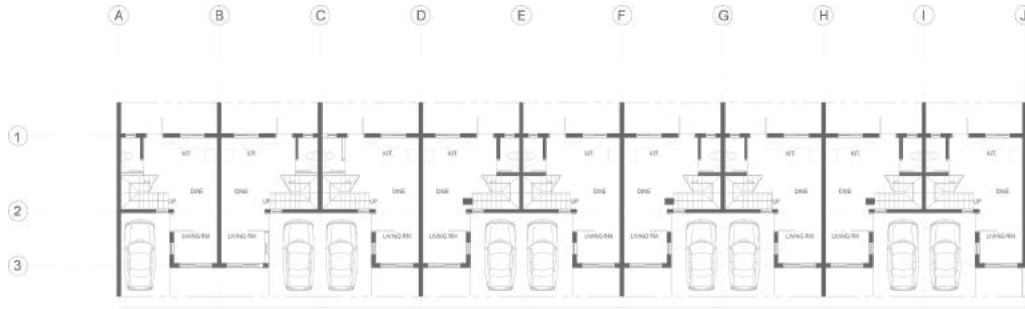 A B C D E F G H I J
1
KIT. KIT. KIT. KIT. KIT. KIT. KIT. KIT. KIT.
DINE DINE DINE DINE DINE DINE DINE DINE DINE
UP UP UP UP UP
2
LIVING RM LIVING RM. LIVING RM. LIVING RM. LIVING RM. LIVING RM. LIVING RM. LIVING RM. LIVING RM.
3